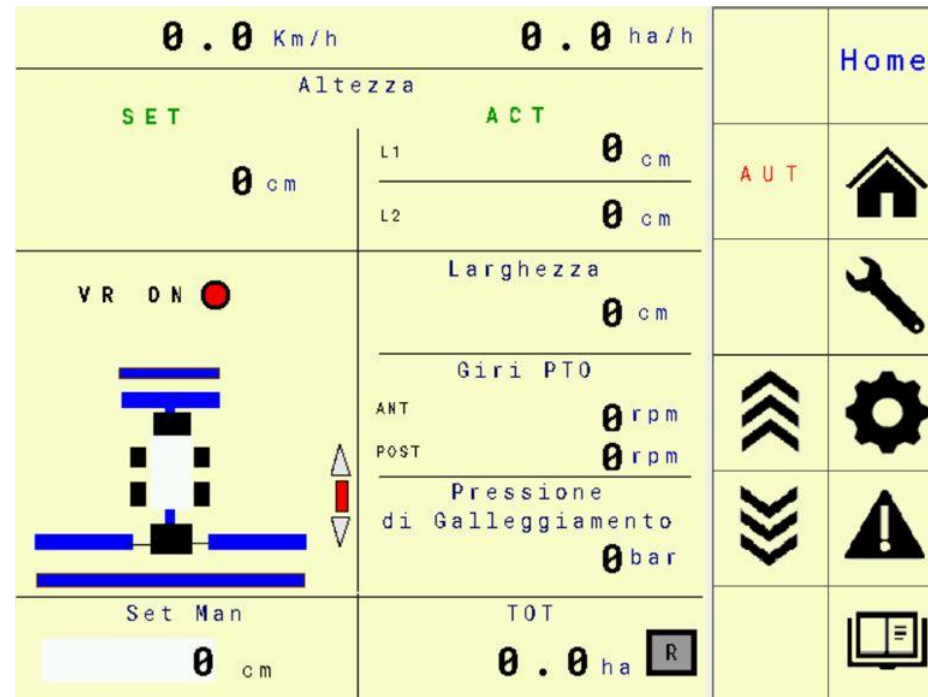 0.0 Km/h 0.0 ha/h
Home
Altezza
SET ACT
L1 0 cm
0 cm
AUT
L2 0 cm
Larghezza
VR ON
0 cm
Giri PTO
ANT 0 rpm
POST 0 rpm
Pressione
di Galleggiamento
0 bar
Set Man TOT
0 cm 0.0 ha R